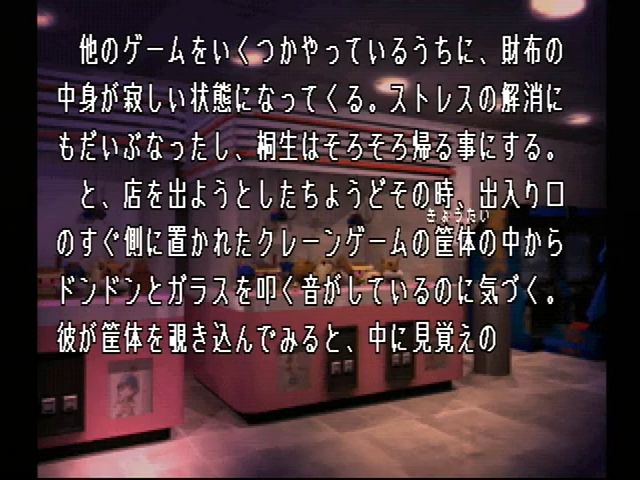 他のゲームをいくつかやっているうちに、財布の
中身が寂しい状態になってくる。ストレスの解消に
もだいぶなったし、桐生はそろそろ帰る事にする。
　と、店を出ようとしたちょうどその時、出入り口
きょうたい
のすぐ側に置かれたクレーンゲームの筐体の中から
ドンドンとガラスを叩く音がしているのに気づく。
彼が筐体を覗き込んでみると、中に見覚えの